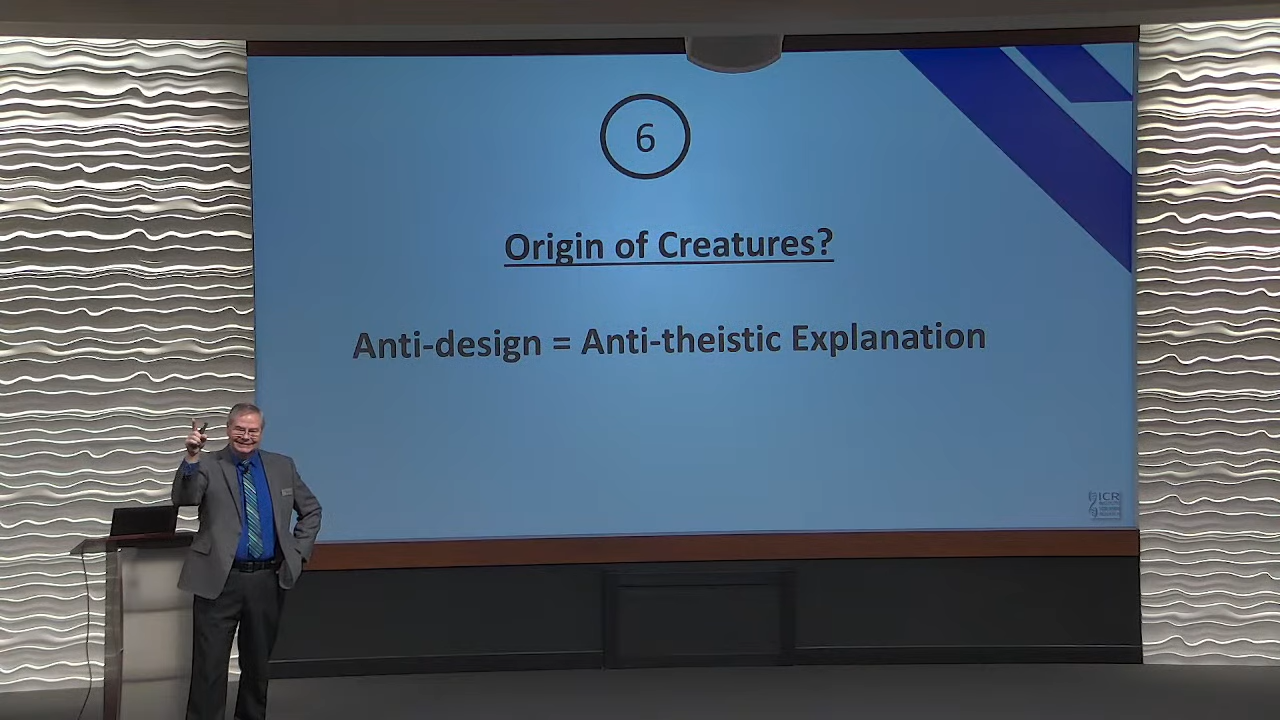 6
Origin of Creatures?
Anti-design = Anti-theistic Explanation
ICR